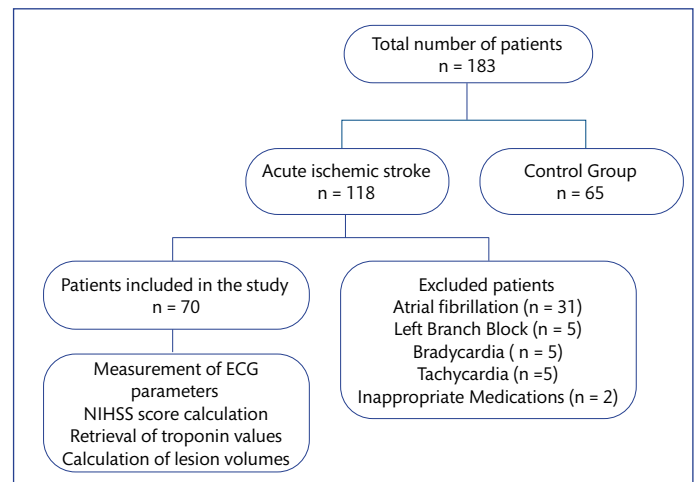 Total number of patients
n = 183
Acute ischemic stroke
n = 118
Control Group
n = 65
Patients included in the study
n = 70
Excluded patients
Atrial fibrillation (n = 31)
Left Branch Block (n = 5)
Bradycardia ( n = 5)
Tachycardia (n =5)
Inappropriate Medications (n = 2)
Measurement of ECG
parameters
NIHSS score calculation
Retrieval of troponin values
Calculation of lesion volumes